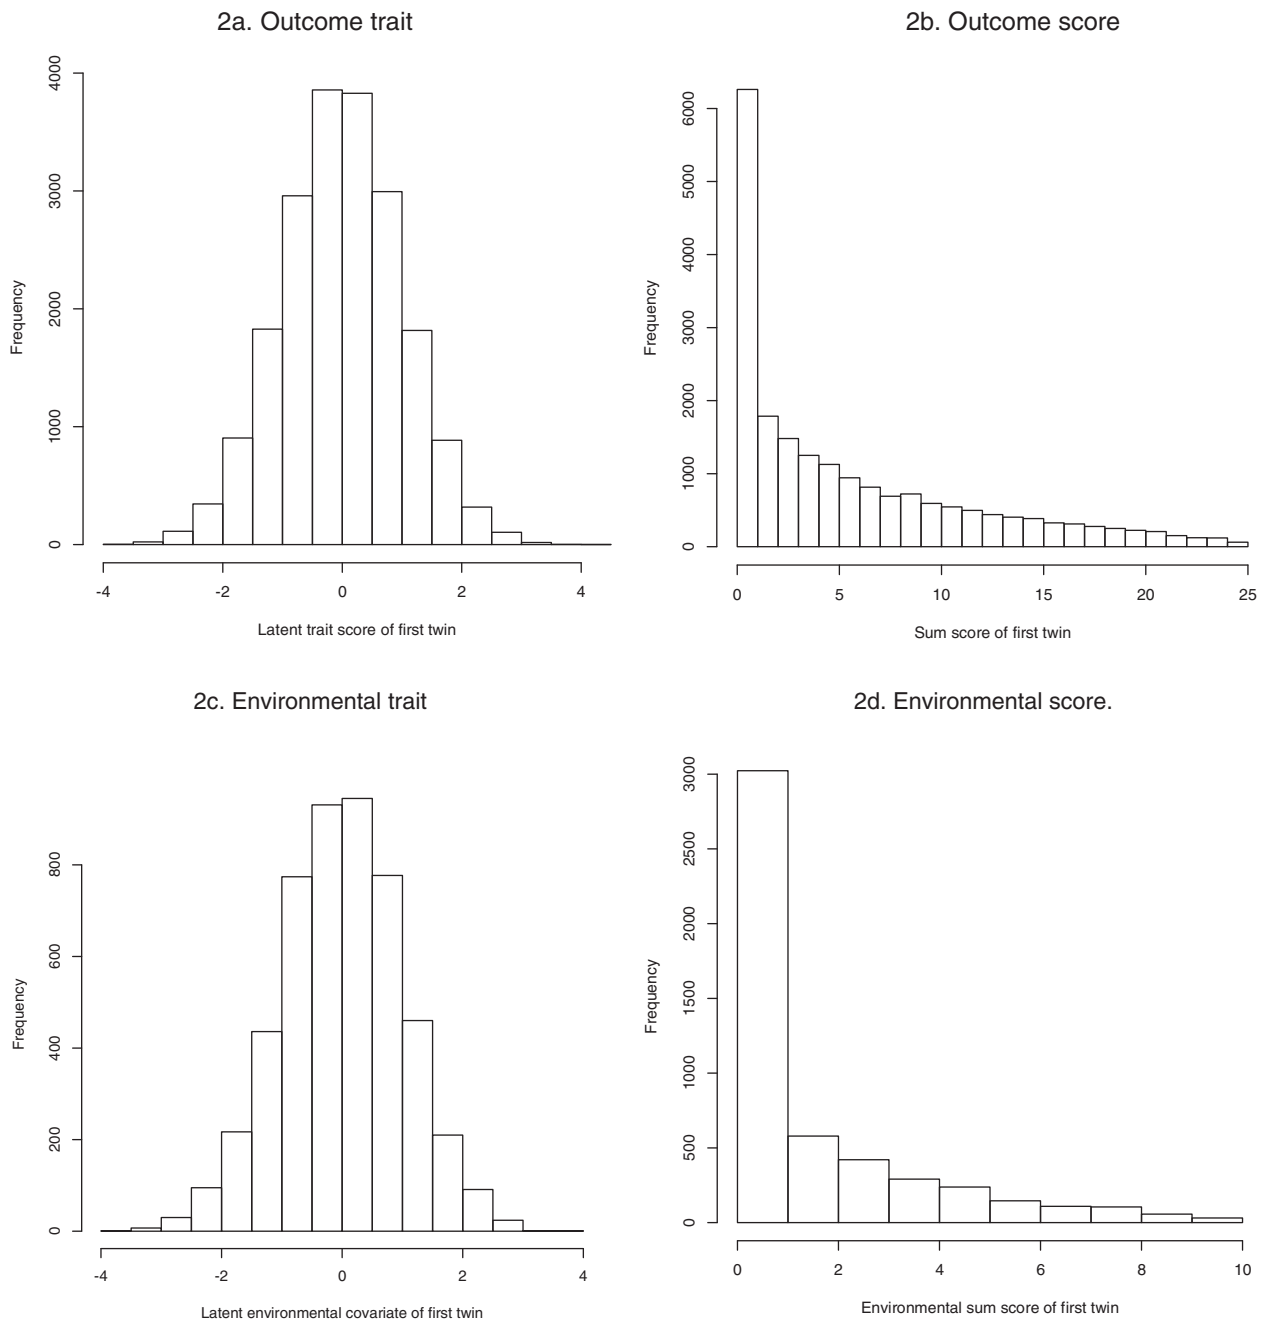 2a. Outcome trait
Frequency
4000
3000
2000
1000
0
-4 -2 0 2 4
Latent trait score of first twin
2b. Outcome score
Frequency
6000
5000
4000
3000
2000
1000
0
0 5 10 15 20 25
Sum score of first twin
2c. Environmental trait
Frequency
800
600
400
200
0
-4 -2 0 2 4
Latent environmental covariate of first twin
2d. Environmental score.
Frequency
3000
2500
2000
1500
1000
500
0
0 2 4 6 8 10
Environmental sum score of first twin